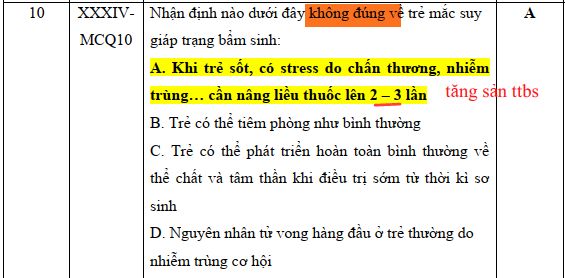 10
XXXIV-
MCQ10
Nhận định nào dưới đây không đúng về trẻ mắc suy
giáp trạng bẩm sinh:
A. Khi trẻ sốt, có stress do chấn thương, nhiễm
trùng… cần nâng liều thuốc lên 2 – 3 lần
tăng sản ttbs
B. Trẻ có thể tiêm phòng như bình thường
C. Trẻ có thể phát triển hoàn toàn bình thường về
thể chất và tâm thần khi điều trị sớm từ thời kì sơ
sinh
D. Nguyên nhân tử vong hàng đầu ở trẻ thường do
nhiễm trùng cơ hội
A